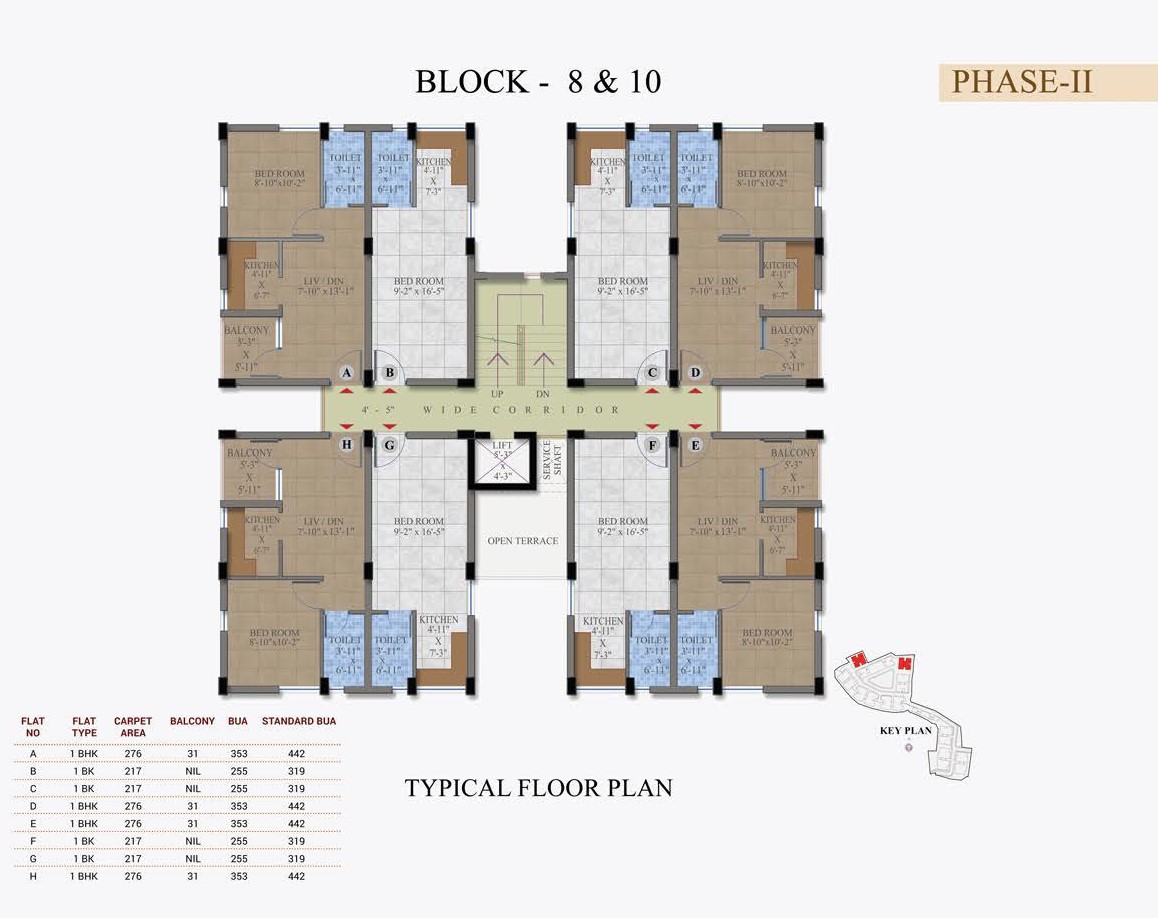 BLOCK - 8 & 10
PHASE-II
BED ROOM
8'-10"x10'-2"
TOILET
3'-11"
x
6'-11"
TOILET
3'-11"
x
6'-11"
KITCHEN
4'-11"
X
7'-3"
KITCHEN
4'-11"
X
7'-3"
TOILET
3'-11"
x
6'-11"
TOILET
3'-11"
x
6'-11"
BED ROOM
8'-10"x10'-2"
KITCHEN
4'-11"
X
6'-7"
LIV / DIN
7'-10" x 13'-1"
BED ROOM
9'-2" x 16'-5"
BED ROOM
9'-2" x 16'-5"
LIV / DIN
7'-10" x 13'-1"
KITCHEN
4'-11"
X
6'-7"
BALCONY
5'-3"
X
5'-11"
BALCONY
5'-3"
X
5'-11"
A
B
C
D
UP
DN
4' - 5" WIDE CORRIDOR
H
G
F
E
LIFT
5'-3"
x
4'-3"
SERVICE
SHAFT
BALCONY
5'-3"
X
5'-11"
BALCONY
5'-3"
X
5'-11"
KITCHEN
4'-11"
X
6'-7"
LIV / DIN
7'-10" x 13'-1"
BED ROOM
9'-2" x 16'-5"
OPEN TERRACE
BED ROOM
9'-2" x 16'-5"
LIV / DIN
7'-10" x 13'-1"
KITCHEN
4'-11"
X
6'-7"
BED ROOM
8'-10"x10'-2"
TOILET
3'-11"
x
6'-11"
TOILET
3'-11"
x
6'-11"
KITCHEN
4'-11"
X
7'-3"
KITCHEN
4'-11"
X
7'-3"
TOILET
3'-11"
x
6'-11"
TOILET
3'-11"
x
6'-11"
BED ROOM
8'-10"x10'-2"
KEY PLAN
FLAT NO FLAT TYPE CARPET AREA BALCONY BUA STANDARD BUA
A 1 BHK 276 31 353 442
B 1 BK 217 NIL 255 319
C 1 BK 217 NIL 255 319
D 1 BHK 276 31 353 442
E 1 BHK 276 31 353 442
F 1 BK 217 NIL 255 319
G 1 BK 217 NIL 255 319
H 1 BHK 276 31 353 442
TYPICAL FLOOR PLAN